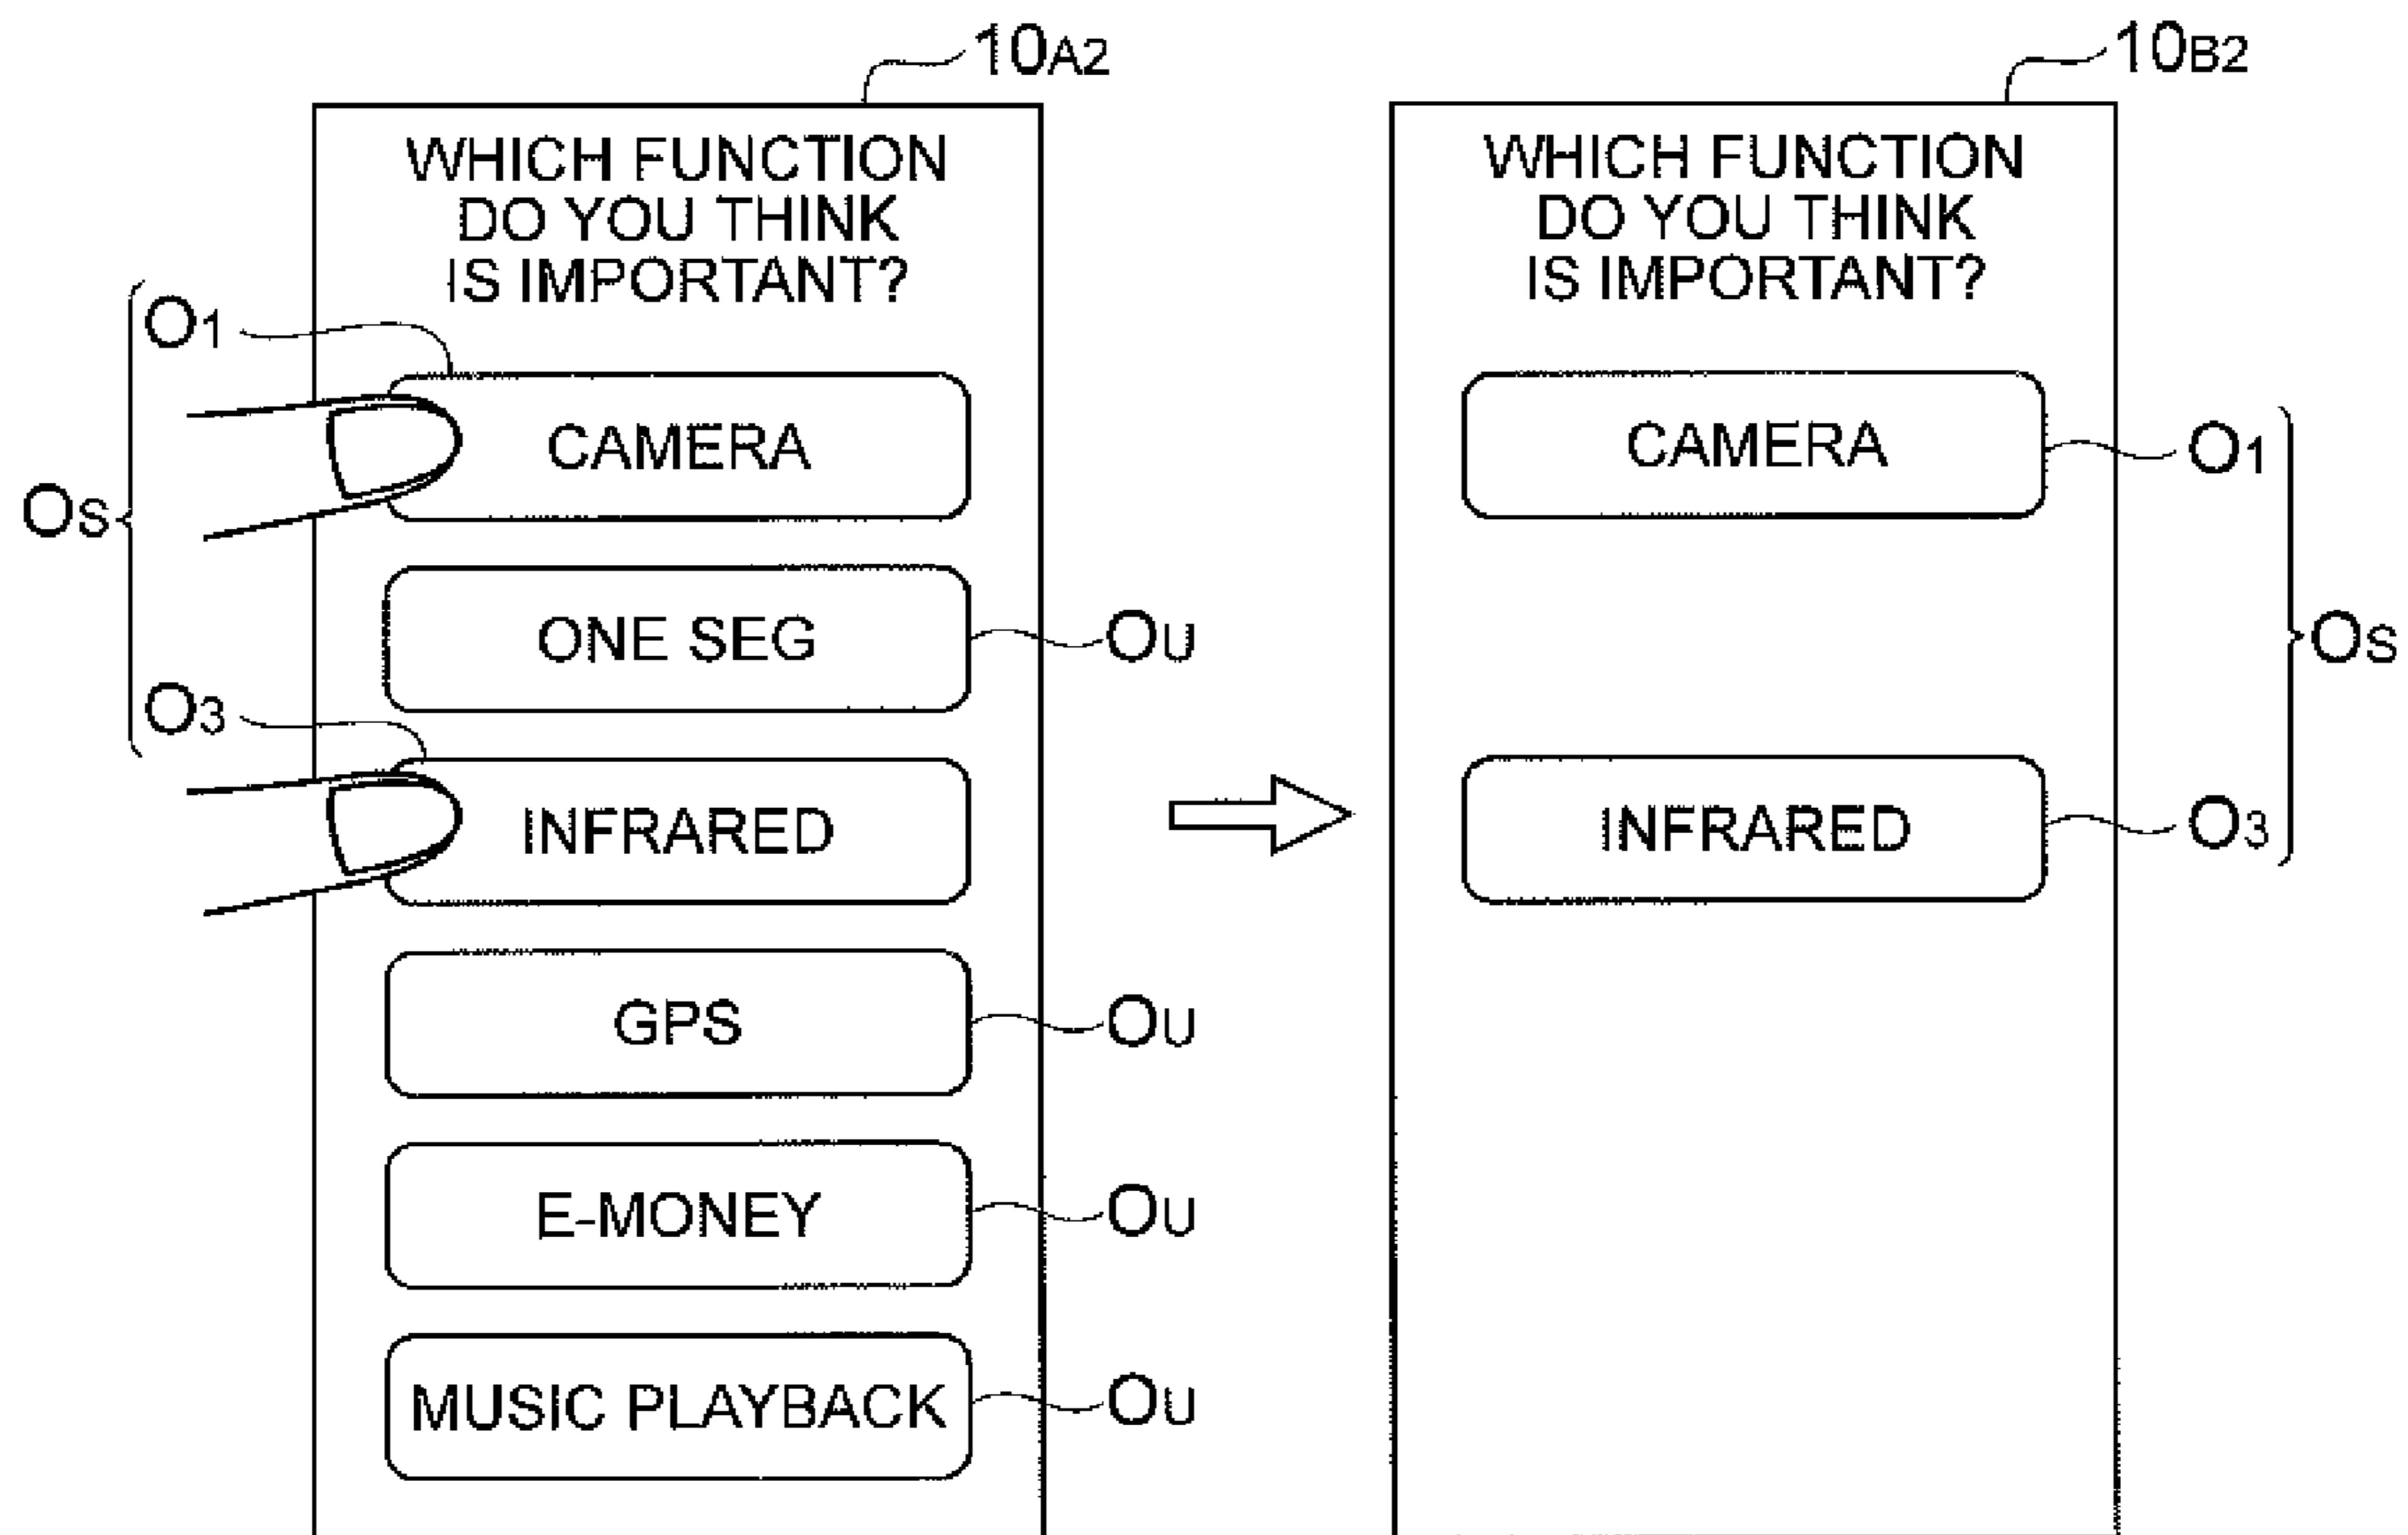 10A2
WHICH FUNCTION
DO YOU THINK
IS IMPORTANT?
O1
CAMERA
OS
ONE SEG
OU
O3
INFRARED
GPS
OU
E-MONEY
OU
MUSIC PLAYBACK
OU
10B2
WHICH FUNCTION
DO YOU THINK
IS IMPORTANT?
CAMERA
O1
OS
INFRARED
O3